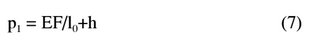 p₁ = EF/l₀+h (7)